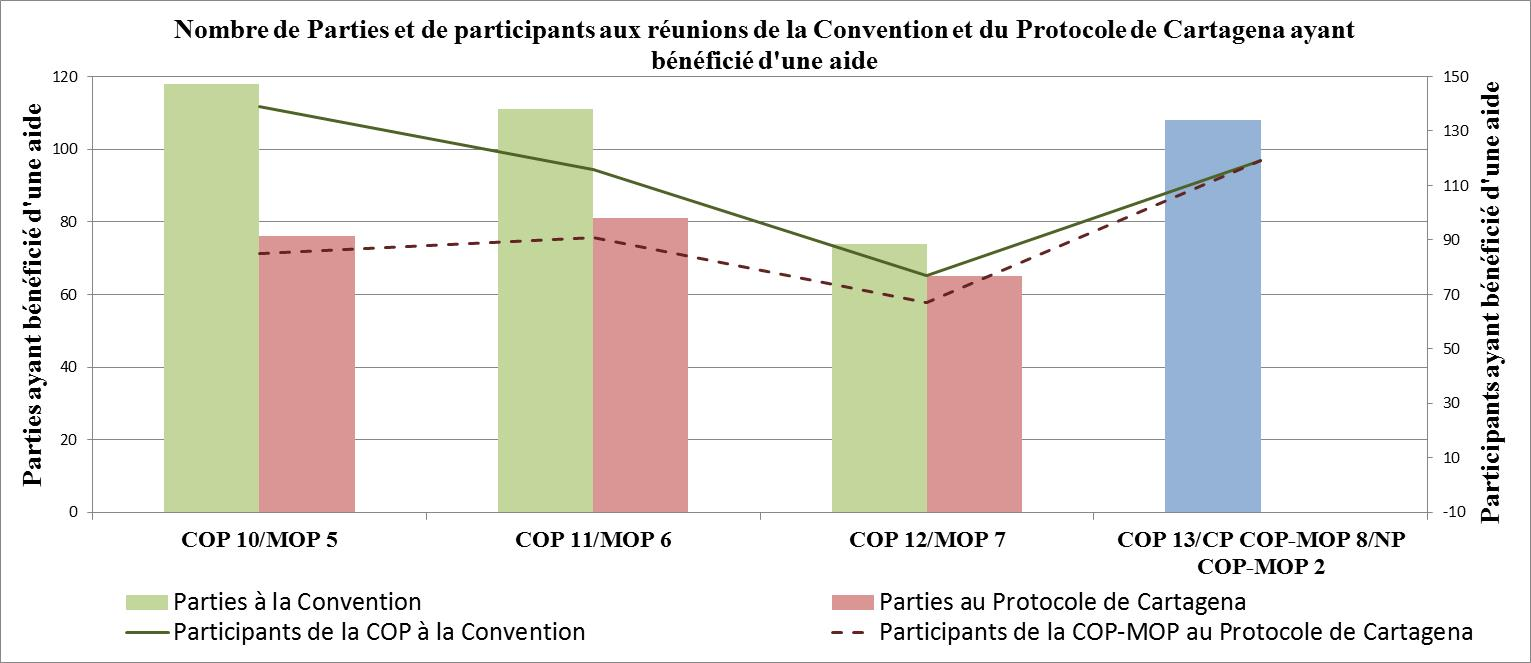 Nombre de Parties et de participants aux réunions de la Convention et du Protocole de Cartagena ayant
bénéficié d'une aide
Parties ayant bénéficié d'une aide
120
100
80
60
40
20
0
150
130
110
90
70
50
30
10
-10
Participants ayant bénéficié d'une aide
COP 10/MOP 5
COP 11/MOP 6
COP 12/MOP 7
COP 13/CP COP-MOP 8/NP
COP-MOP 2
Parties à la Convention
Parties au Protocole de Cartagena
Participants de la COP à la Convention
Participants de la COP-MOP au Protocole de Cartagena